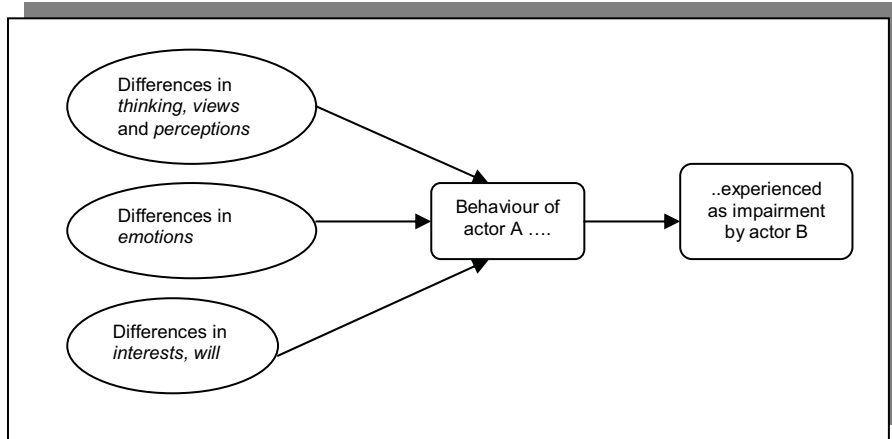 Differences in
thinking, views
and perceptions
Differences in
emotions
Differences in
interests, will
Behaviour of
actor A ....
..experienced
as impairment
by actor B